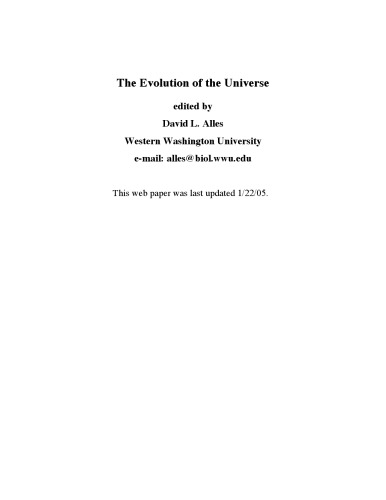 The Evolution of the Universe
edited by
David L. Alles
Western Washington University
e-mail: alles@biol.wwu.edu
This web paper was last updated 1/22/05.